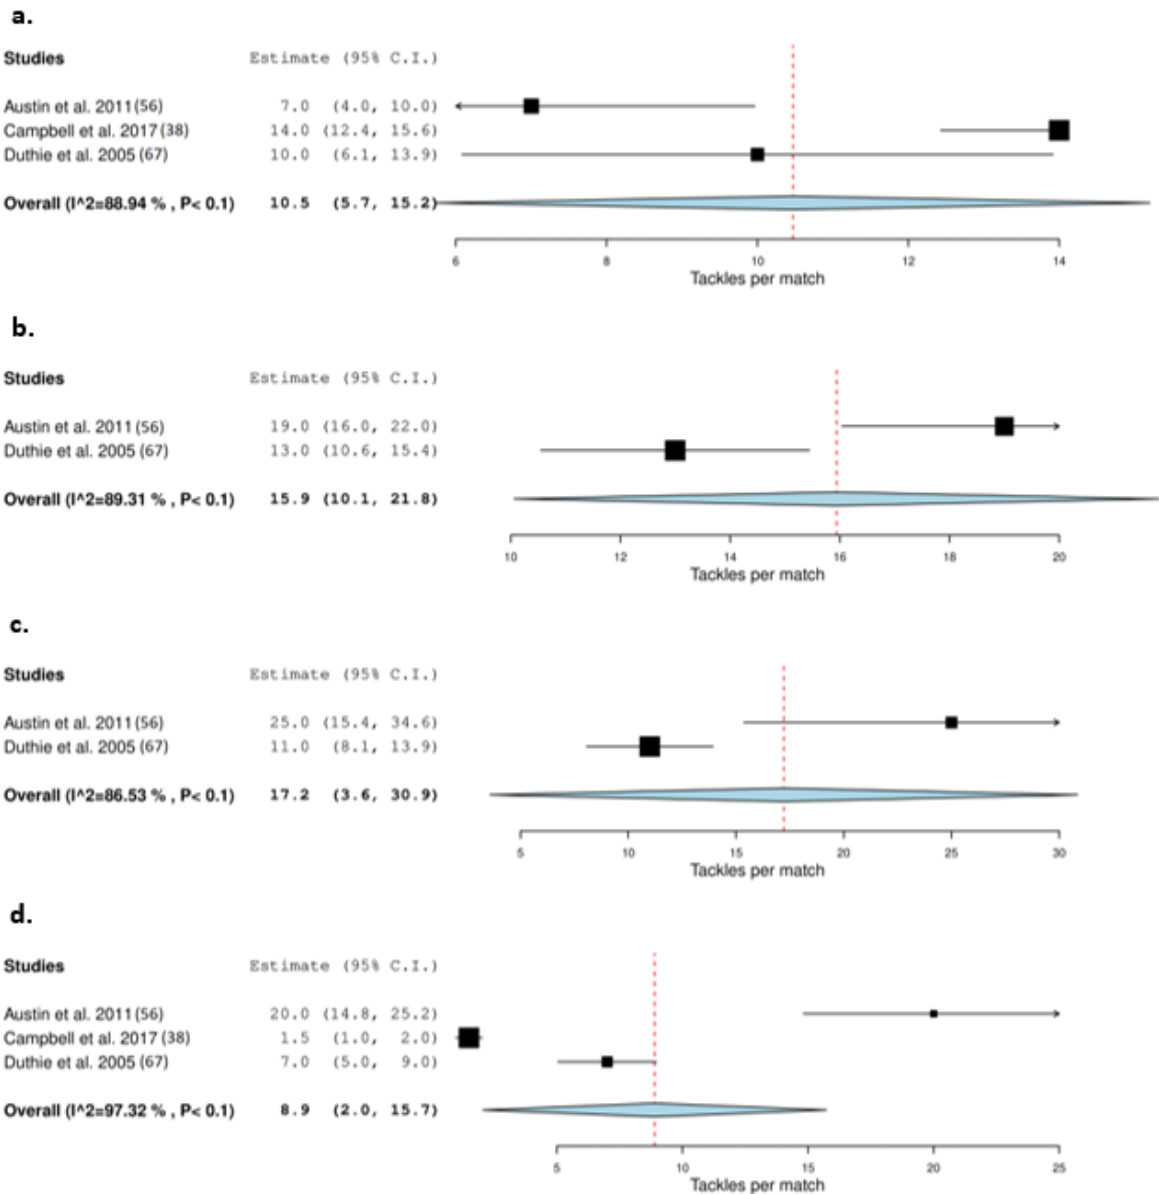 a.
Studies Estimate (95% C.I.)
Austin et al. 2011 (56) 7.0 (4.0, 10.0)
Campbell et al. 2017 (38) 14.0 (12.4, 15.6)
Duthie et al. 2005 (67) 10.0 (6.1, 13.9)
Overall (I^2=88.94 % , P< 0.1) 10.5 (5.7, 15.2)
6 8 10 12 14
Tackles per match
b.
Studies Estimate (95% C.I.)
Austin et al. 2011 (56) 19.0 (16.0, 22.0)
Duthie et al. 2005 (67) 13.0 (10.6, 15.4)
Overall (I^2=89.31 % , P< 0.1) 15.9 (10.1, 21.8)
10 12 14 16 18 20
Tackles per match
c.
Studies Estimate (95% C.I.)
Austin et al. 2011 (56) 25.0 (15.4, 34.6)
Duthie et al. 2005 (67) 11.0 (8.1, 13.9)
Overall (I^2=86.53 % , P< 0.1) 17.2 (3.6, 30.9)
5 10 15 20 25 30
Tackles per match
d.
Studies Estimate (95% C.I.)
Austin et al. 2011 (56) 20.0 (14.8, 25.2)
Campbell et al. 2017 (38) 1.5 (1.0, 2.0)
Duthie et al. 2005 (67) 7.0 (5.0, 9.0)
Overall (I^2=97.32 % , P< 0.1) 8.9 (2.0, 15.7)
5 10 15 20 25
Tackles per match